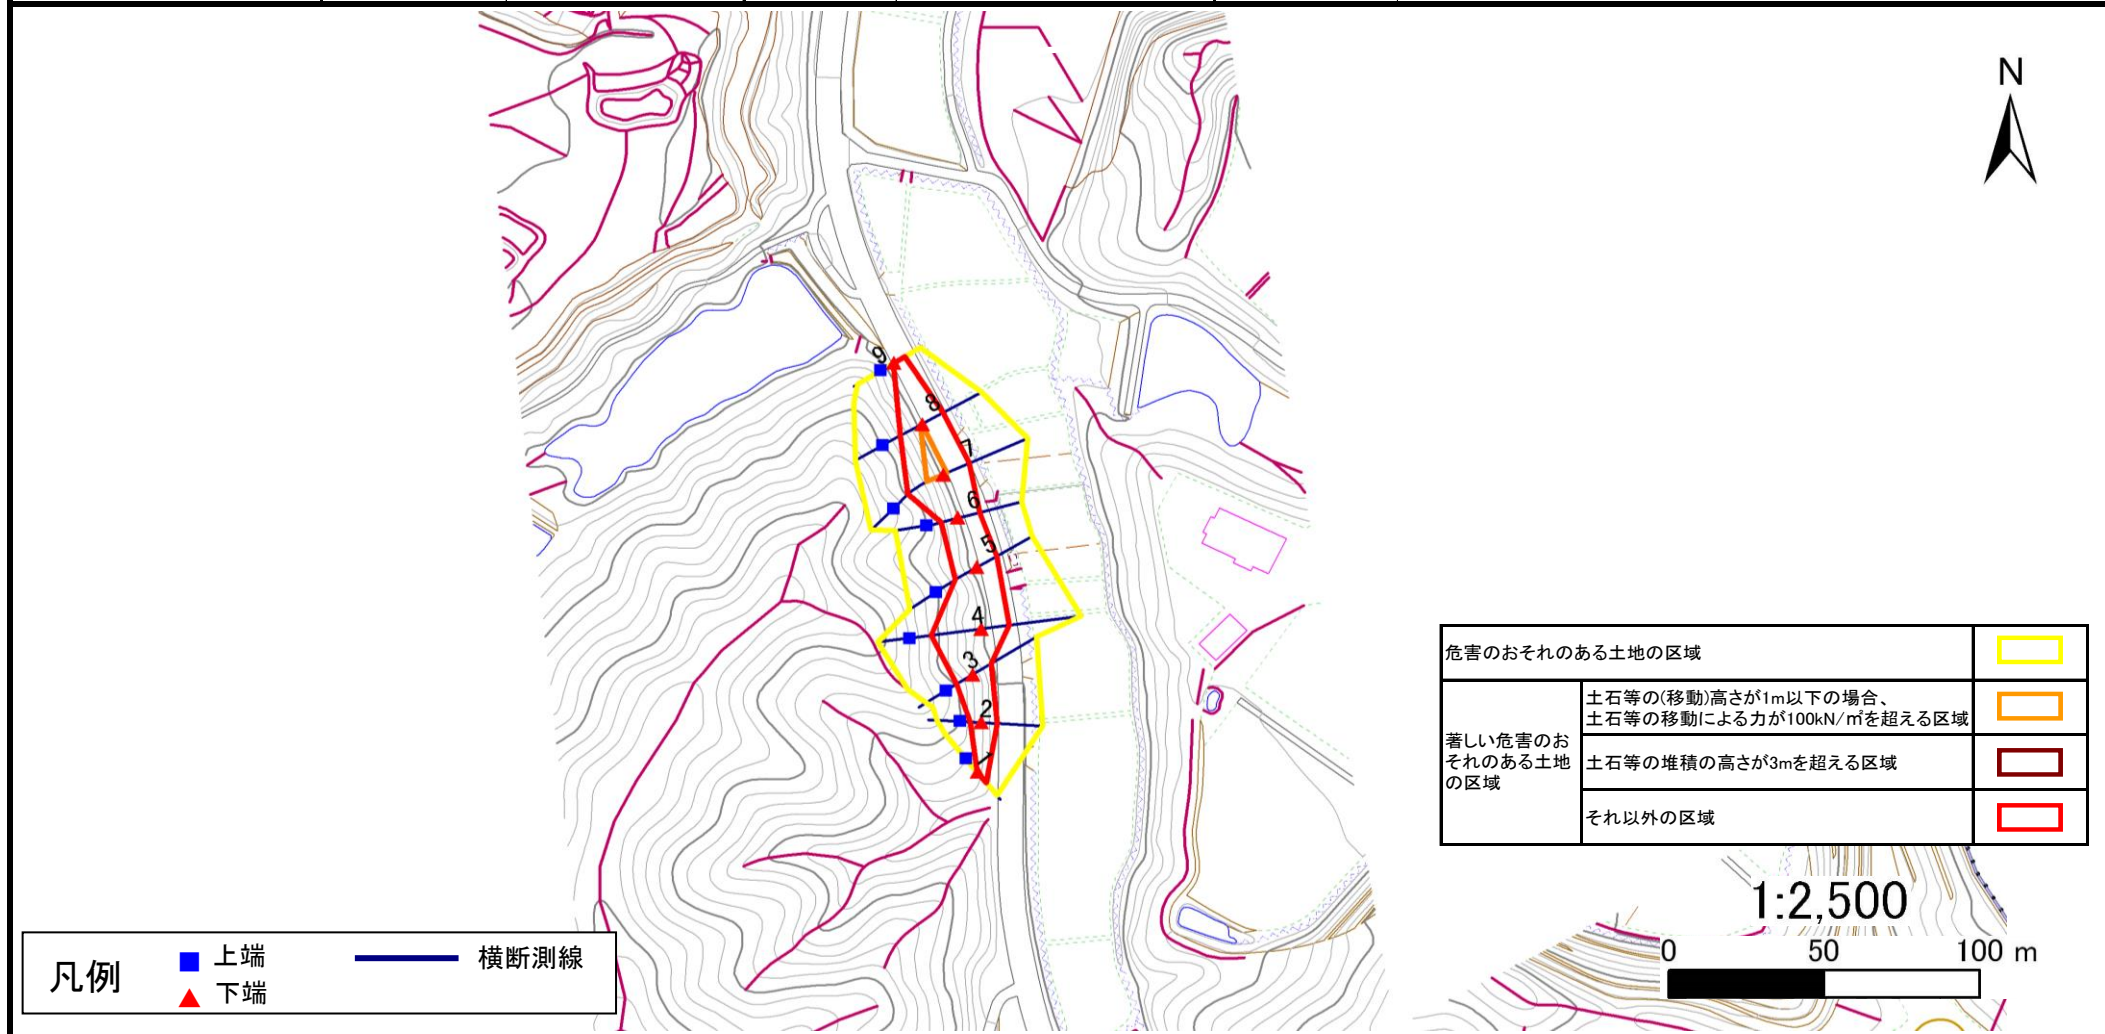 N
9
8
7
6
5
4
3
2
1
危害のおそれのある土地の区域
著しい危害のお
それのある土地
の区域
土石等の(移動)高さが1m以下の場合、
土石等の移動による力が100kN/㎡を超える区域
土石等の堆積の高さが3mを超える区域
それ以外の区域
1:2,500
0 50 100 m
凡例
上端
下端
横断測線